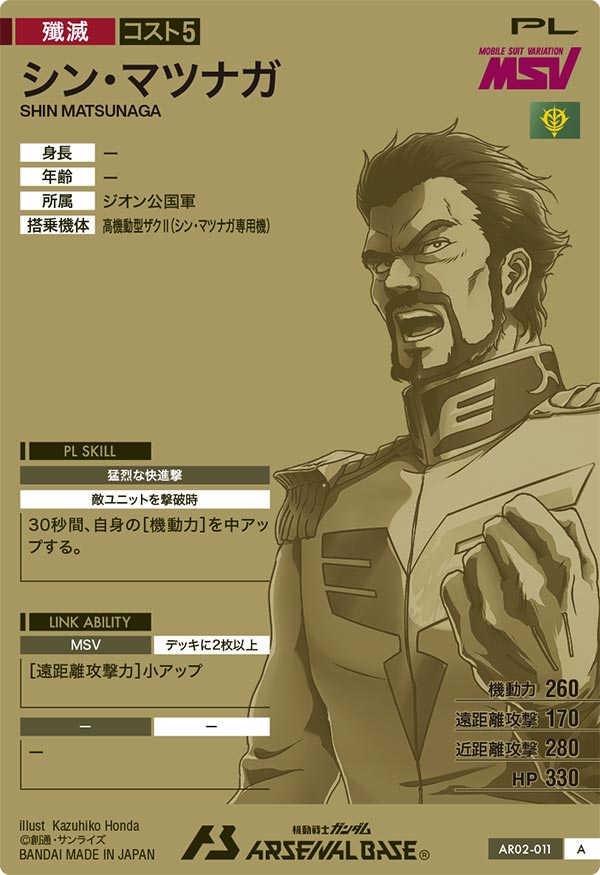 殲滅 コスト5
PL
シン・マツナガ
SHIN MATSUNAGA
MOBILE SUIT VARIATION
MSV
身長 ー
年齢 ー
所属 ジオン公国軍
搭乗機体 高機動型ザクⅡ(シン・マツナガ専用機)
PL SKILL
猛烈な快進撃
敵ユニットを撃破時
30秒間、自身の[機動力]を中アッ
プする。
LINK ABILITY
MSV デッキに2枚以上
[遠距離攻撃力]小アップ
ー ー
ー
機動力 260
遠距離攻撃 170
近距離攻撃 280
HP 330
illust Kazuhiko Honda
©創通・サンライズ
BANDAI MADE IN JAPAN
機動戦士ガンダム
AB ARSENAL BASE®
AR02-011 A